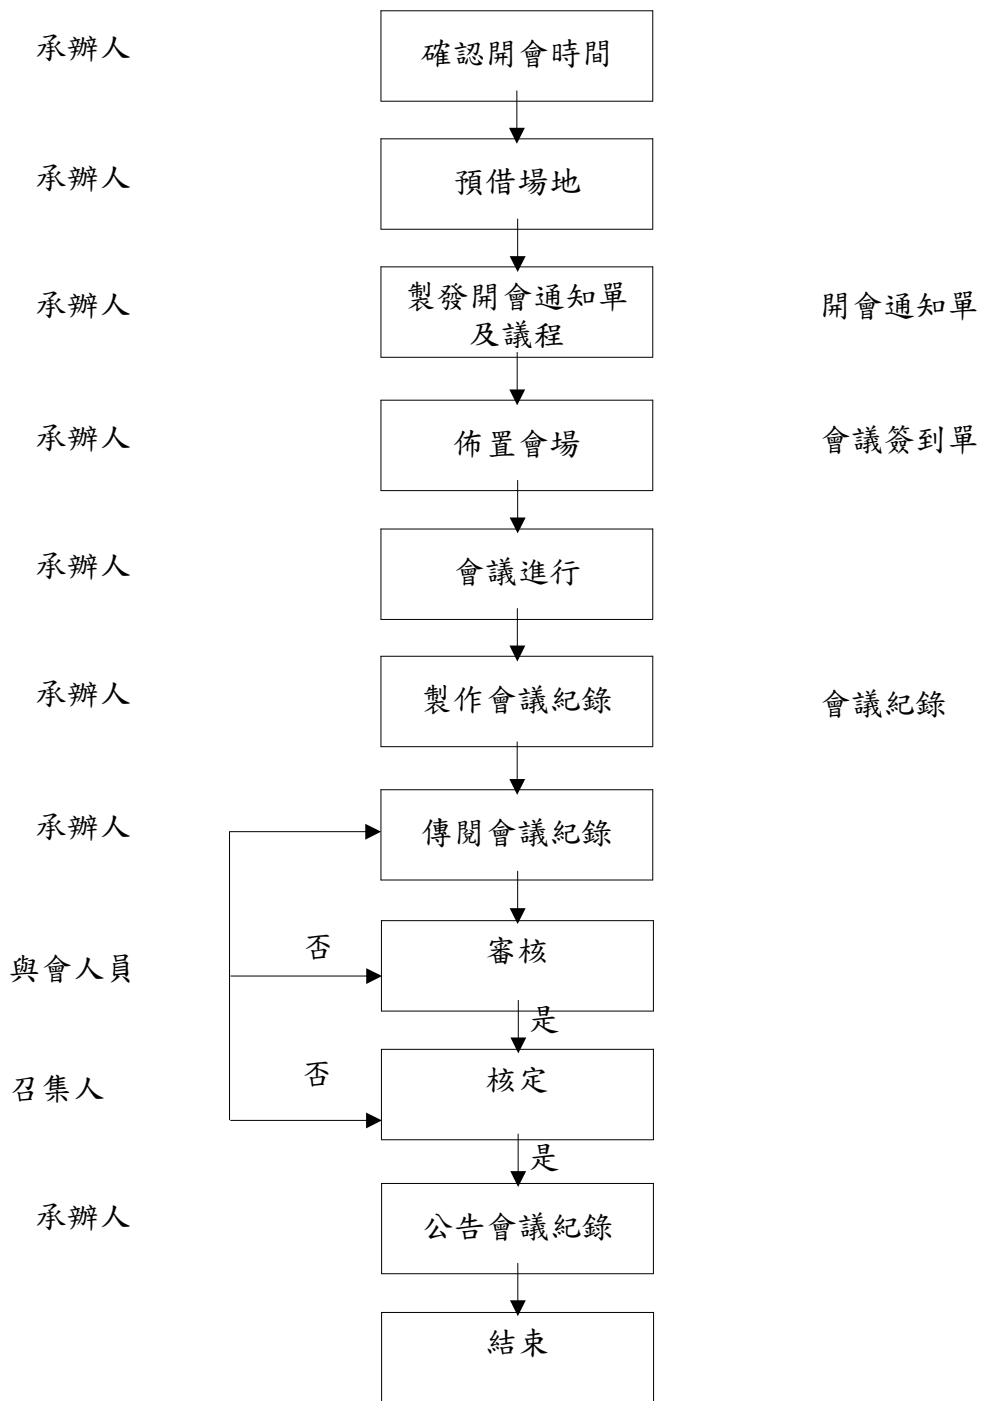 承辦人
確認開會時間
承辦人
預借場地
承辦人
製發開會通知單
及議程
開會通知單
承辦人
佈置會場
會議簽到單
承辦人
會議進行
承辦人
製作會議紀錄
會議紀錄
承辦人
傳閱會議紀錄
與會人員
否
審核
是
召集人
否
核定
是
承辦人
公告會議紀錄
結束